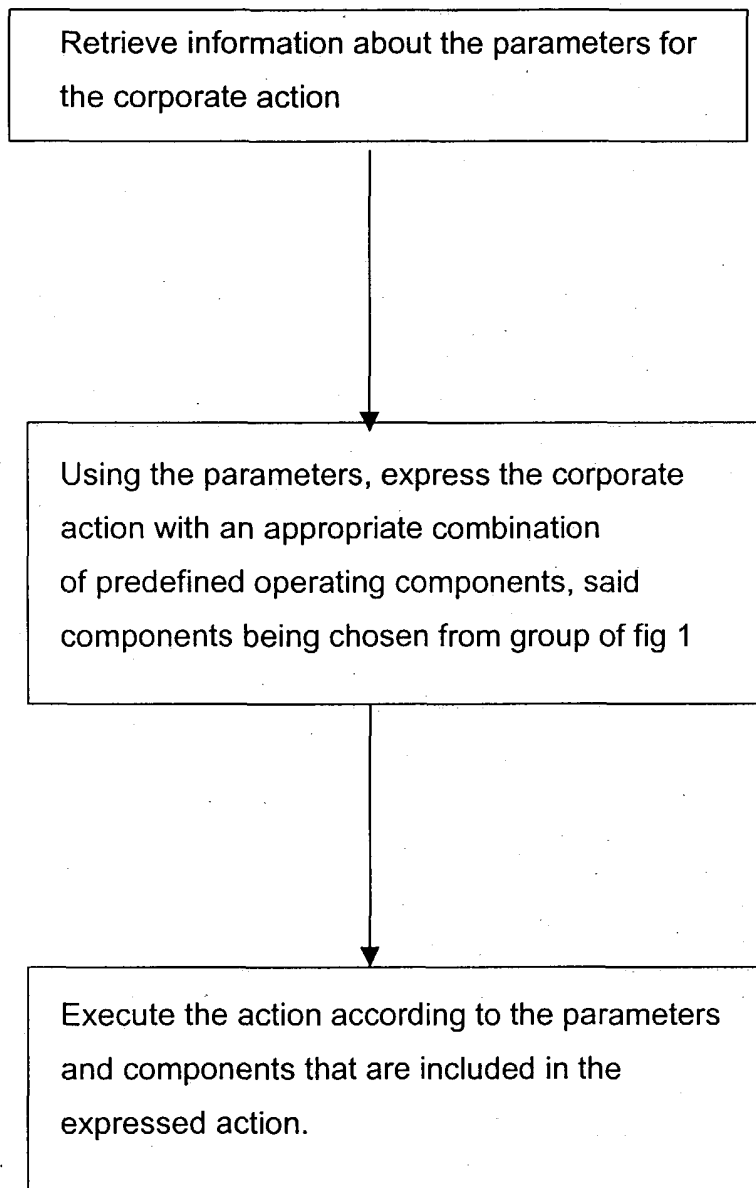 Retrieve information about the parameters for
the corporate action
Using the parameters, express the corporate
action with an appropriate combination
of predefined operating components, said
components being chosen from group of fig 1
Execute the action according to the parameters
and components that are included in the
expressed action.